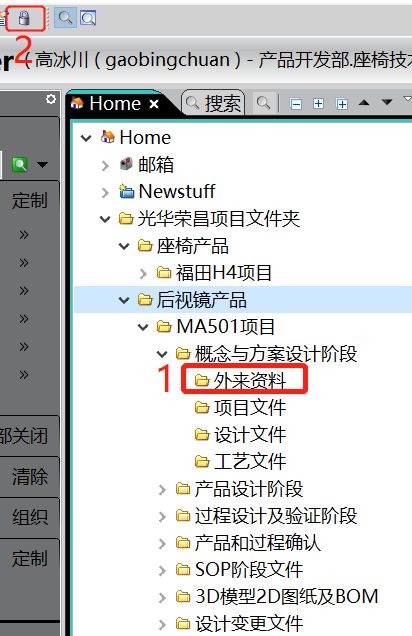 2
er ( 高冰川 ( gaobingchuan ) - 产品开发部.座椅技术
Home
搜索
Home
邮箱
Newstuff
定制
光华荣昌项目文件夹
座椅产品
福田H4项目
后视镜产品
MA501项目
概念与方案设计阶段
1 外来资料
项目文件
设计文件
部关闭
工艺文件
清除
产品设计阶段
组织
过程设计及验证阶段
产品和过程确认
定制
SOP阶段文件
3D模型2D图纸及BOM
设计变更文件